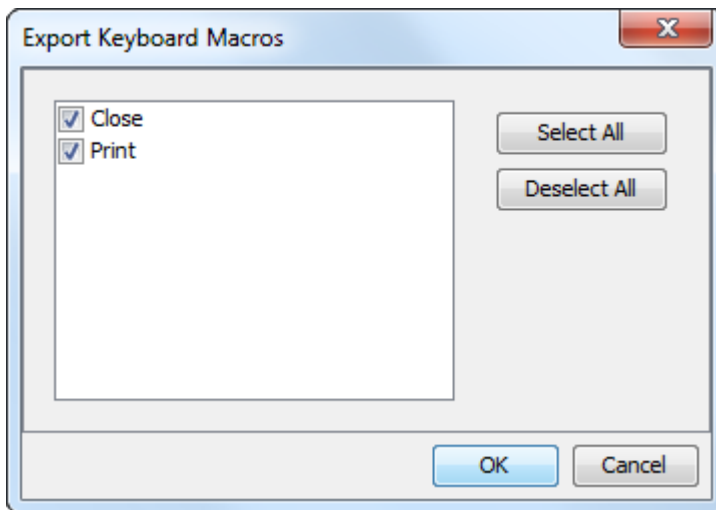 Export Keyboard Macros
Close
Print
Select All
Deselect All
OK
Cancel